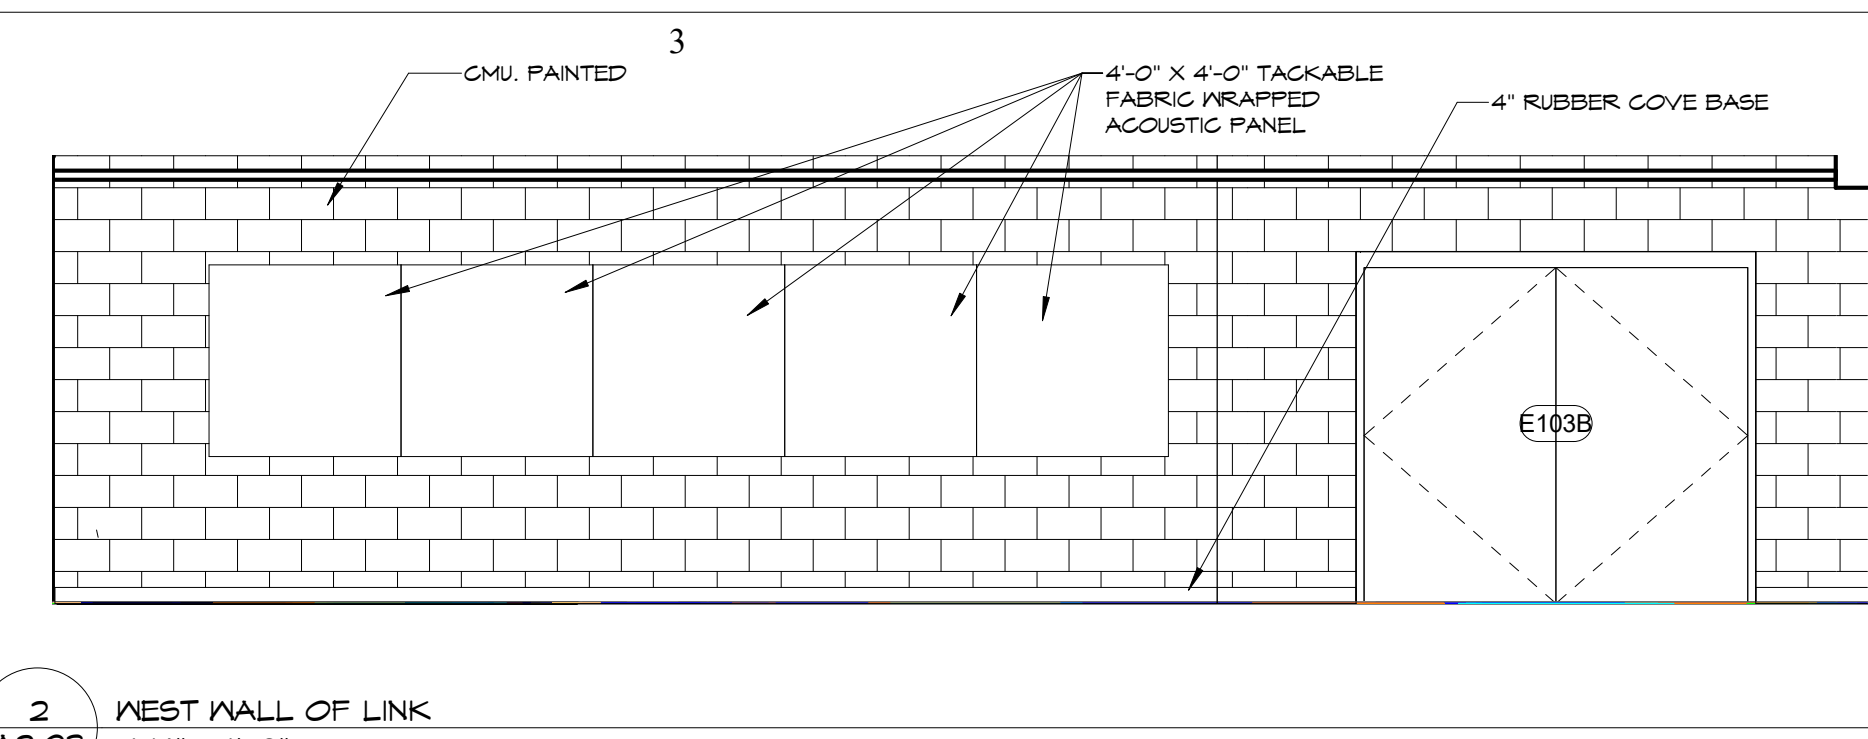 3
CMU. PAINTED
4'-0" X 4'-0" TACKABLE
FABRIC WRAPPED
ACOUSTIC PANEL
4" RUBBER COVE BASE
E103B
2
WEST WALL OF LINK